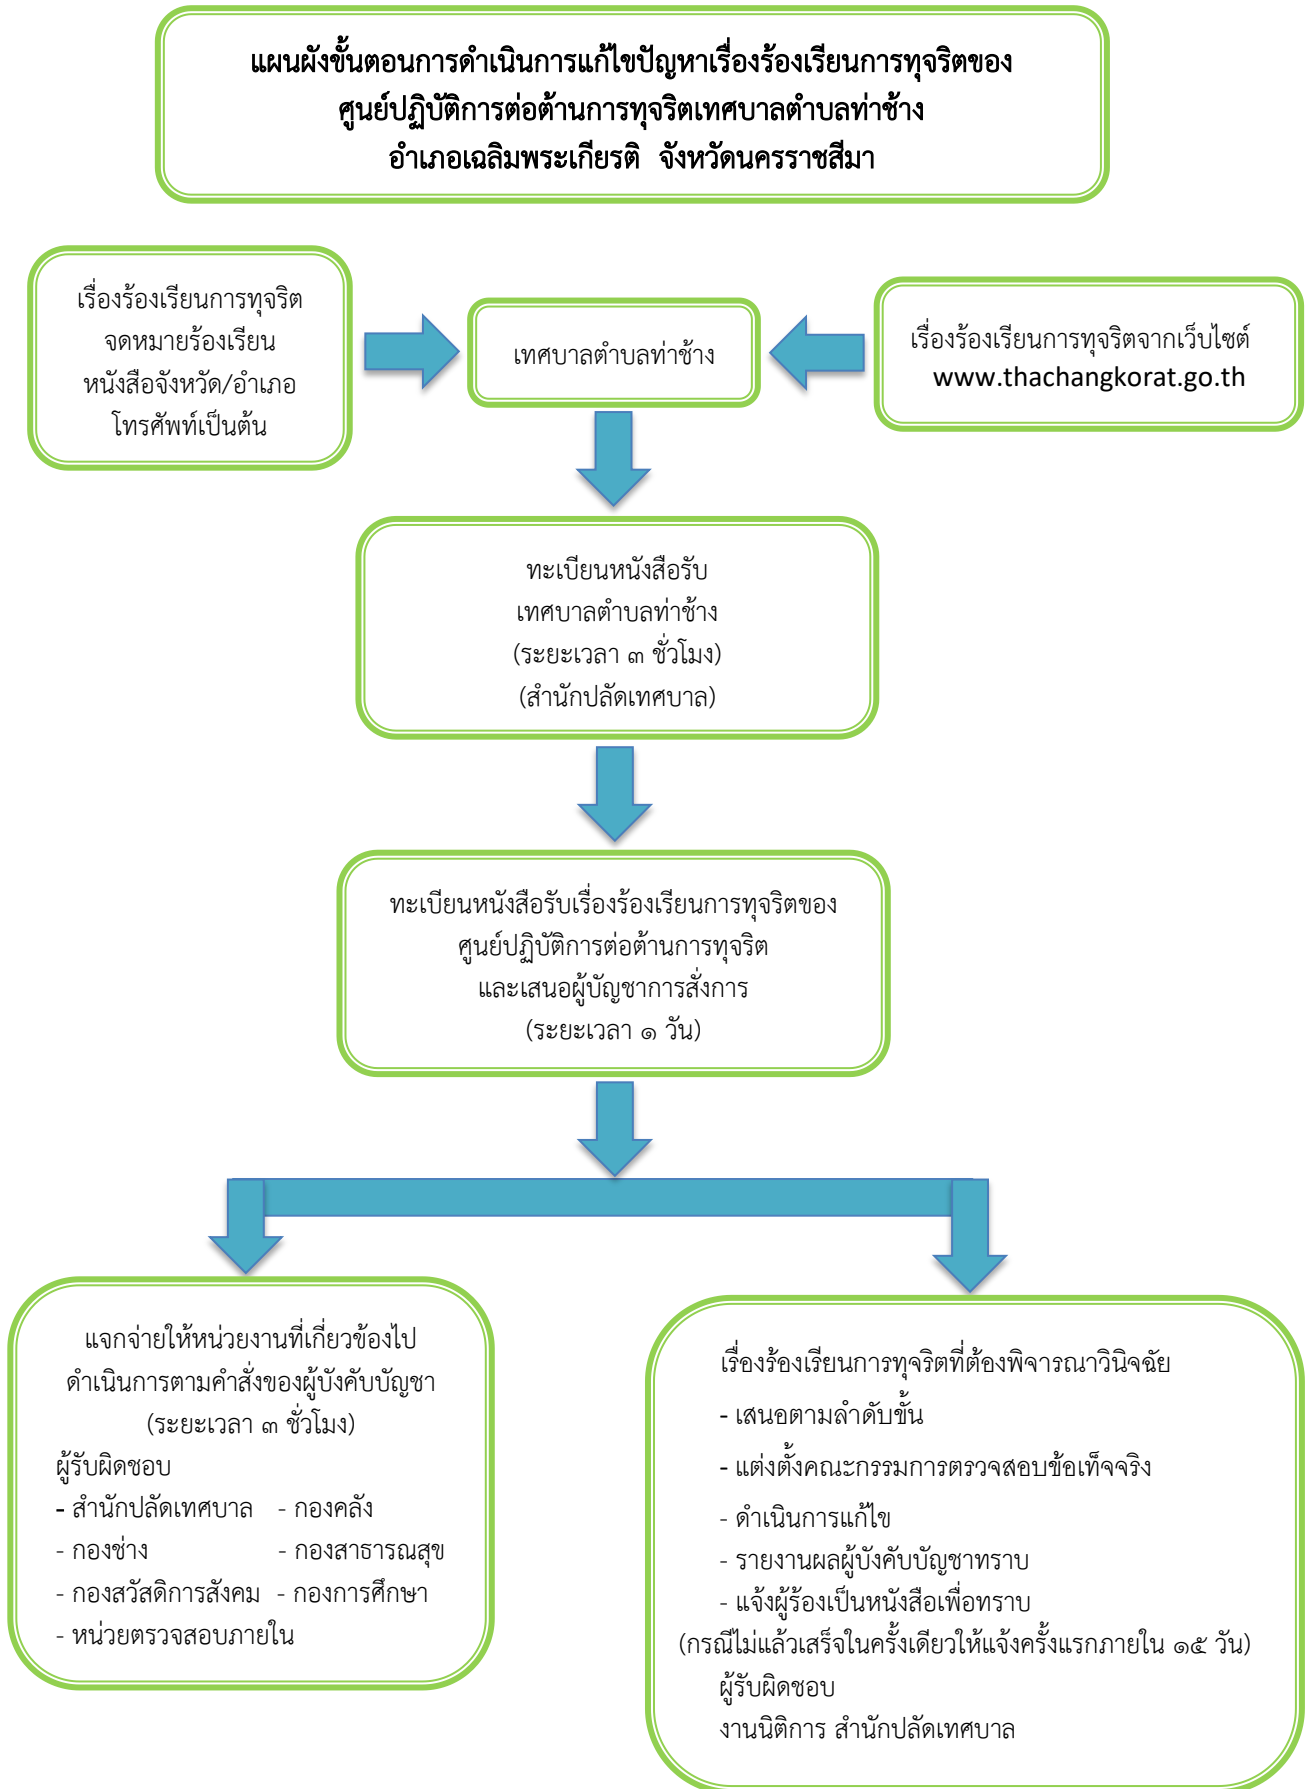 แผนผังขั้นตอนการดำเนินการแก้ไขปัญหาเรื่องร้องเรียนการทุจริตของ
ศูนย์ปฏิบัติการต่อต้านการทุจริตเทศบาลตำบลท่าช้าง
อำเภอเฉลิมพระเกียรติ จังหวัดนครราชสีมา
เรื่องร้องเรียนการทุจริต
จดหมายร้องเรียน
หนังสือจังหวัด/อำเภอ
โทรศัพท์เป็นต้น
เทศบาลตำบลท่าช้าง
เรื่องร้องเรียนการทุจริตจากเว็บไซต์
www.thachangkorat.go.th
ทะเบียนหนังสือรับ
เทศบาลตำบลท่าช้าง
(ระยะเวลา ๓ ชั่วโมง)
(สำนักปลัดเทศบาล)
ทะเบียนหนังสือรับเรื่องร้องเรียนการทุจริตของ
ศูนย์ปฏิบัติการต่อต้านการทุจริต
และเสนอผู้บัญชาการสั่งการ
(ระยะเวลา ๑ วัน)
แจกจ่ายให้หน่วยงานที่เกี่ยวข้องไป
ดำเนินการตามคำสั่งของผู้บังคับบัญชา
(ระยะเวลา ๓ ชั่วโมง)
ผู้รับผิดชอบ
- สำนักปลัดเทศบาล - กองคลัง
- กองช่าง - กองสาธารณสุข
- กองสวัสดิการสังคม - กองการศึกษา
- หน่วยตรวจสอบภายใน
เรื่องร้องเรียนการทุจริตที่ต้องพิจารณาวินิจฉัย
- เสนอตามลำดับขั้น
- แต่งตั้งคณะกรรมการตรวจสอบข้อเท็จจริง
- ดำเนินการแก้ไข
- รายงานผลผู้บังคับบัญชาทราบ
- แจ้งผู้ร้องเป็นหนังสือเพื่อทราบ
(กรณีไม่แล้วเสร็จในครั้งเดียวให้แจ้งครั้งแรกภายใน ๑๕ วัน)
ผู้รับผิดชอบ
งานนิติการ สำนักปลัดเทศบาล